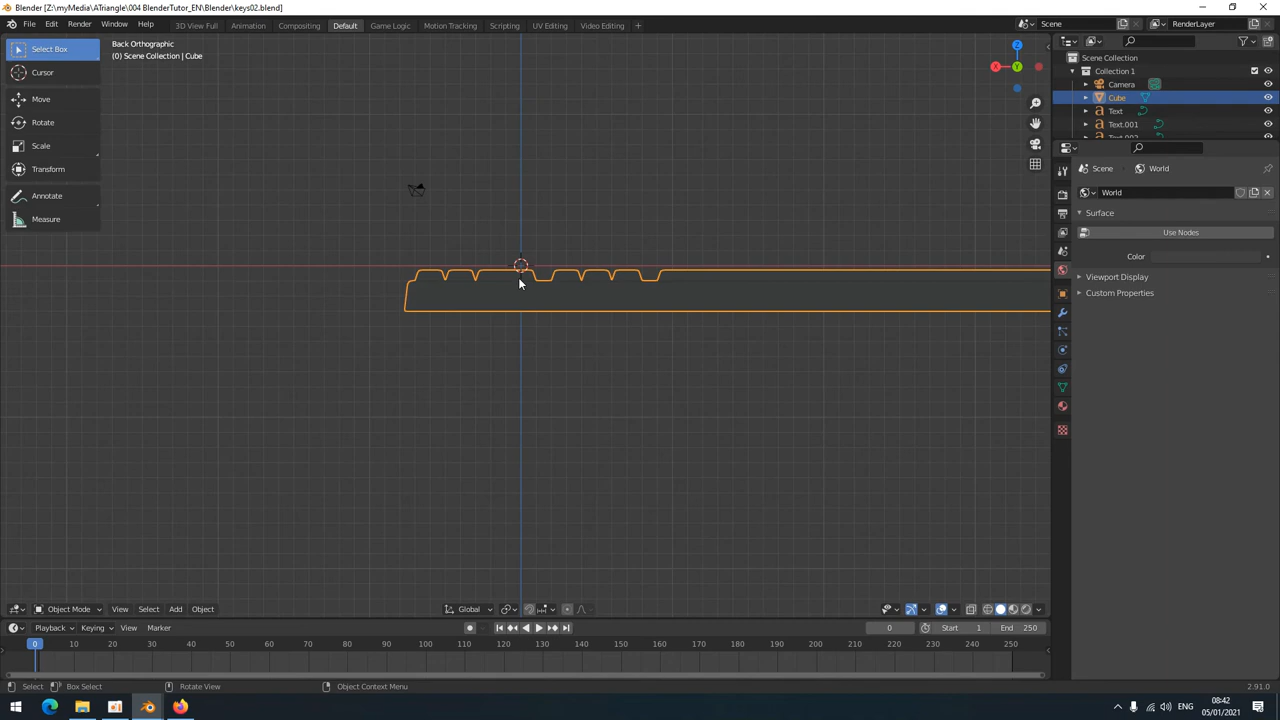 Blender [Z:\myMedia\ATriangle\004 BlenderTutor_EN\Blender\keys02.blend]
File Edit Render Window Help 3D View Full Animation Compositing Default Game Logic Motion Tracking Scripting UV Editing Video Editing + Scene RenderLayer
Select Box
Cursor
Move
Rotate
Scale
Transform
Annotate
Measure
Back Orthographic
(0) Scene Collection | Cube
Z
X
Y
Scene Collection
Collection 1
Camera
Cube
Text
Text.001
Scene World
World
Surface
Use Nodes
Color
Viewport Display
Custom Properties
Object Mode View Select Add Object Global
Playback Keying View Marker 0 Start 1 End 250
0 10 20 30 40 50 60 70 80 90 100 110 120 130 140 150 160 170 180 190 200 210 220 230 240 250
Select Box Select Rotate View Object Context Menu 2.91.0
ENG 08:42
05/01/2021